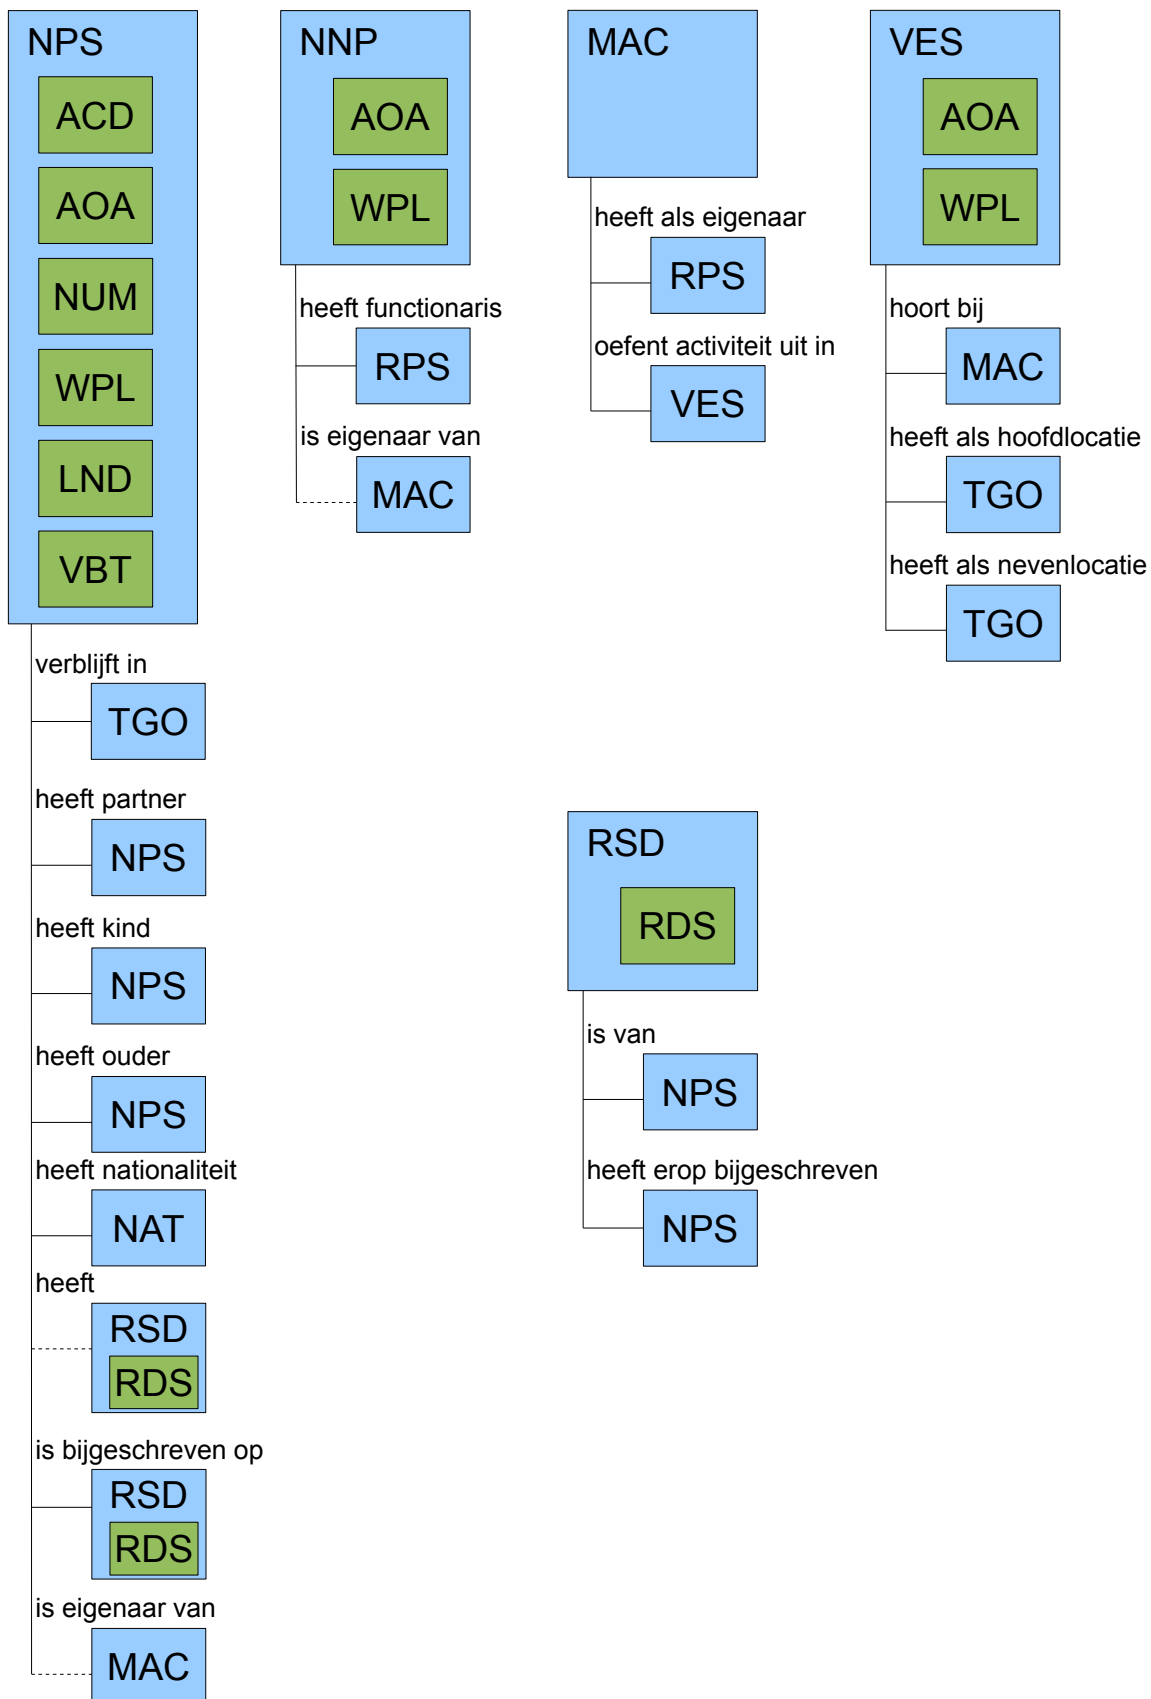 NPS
ACD
AOA
NUM
WPL
LND
VBT
verblijft in
TGO
heeft partner
NPS
heeft kind
NPS
heeft ouder
NPS
heeft nationaliteit
NAT
heeft
RSD
RDS
is bijgeschreven op
RSD
RDS
is eigenaar van
MAC
NNP
AOA
WPL
heeft functionaris
RPS
is eigenaar van
MAC
MAC
heeft als eigenaar
RPS
oefent activiteit uit in
VES
VES
AOA
WPL
hoort bij
MAC
heeft als hoofdlocatie
TGO
heeft als nevenlocatie
TGO
RSD
RDS
is van
NPS
heeft erop bijgeschreven
NPS